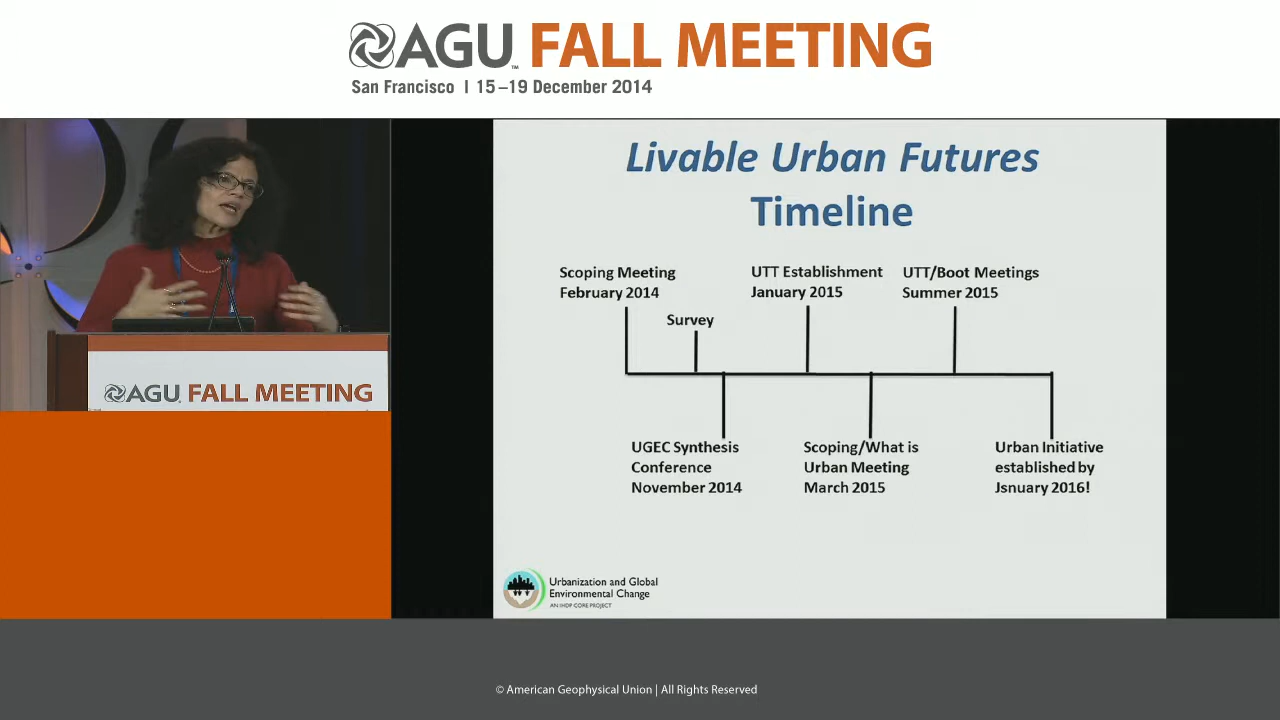 AGU™ FALL MEETING
San Francisco | 15–19 December 2014
Livable Urban Futures
Timeline
Scoping Meeting
February 2014
Survey
UTT Establishment
January 2015
UTT/Boot Meetings
Summer 2015
UGEC Synthesis
Conference
November 2014
Scoping/What is
Urban Meeting
March 2015
Urban Initiative
established by
Jsnuary 2016!
Urbanization and Global
Environmental Change
AN IHDP CORE PROJECT
AGU FALL MEETING
© American Geophysical Union | All Rights Reserved